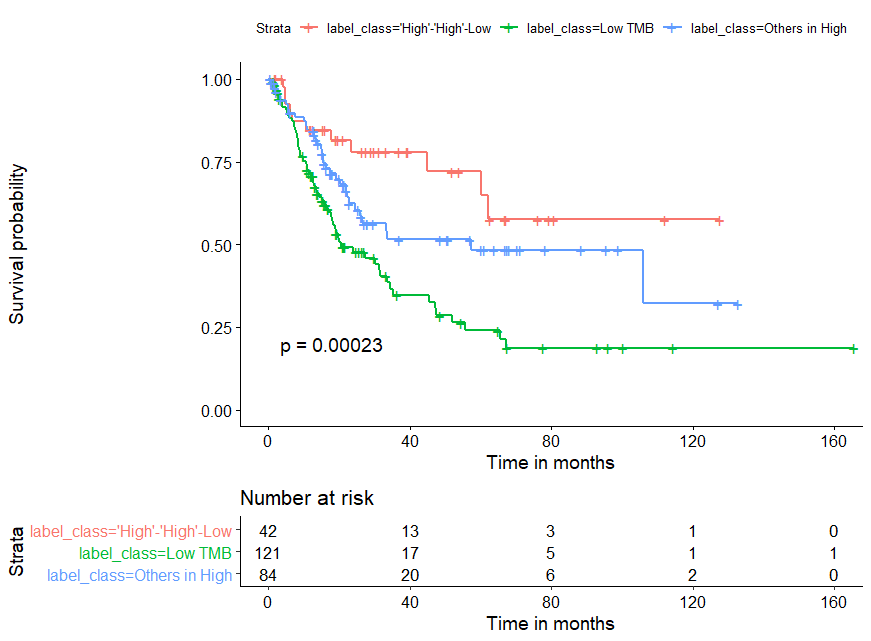 Strata label_class='High'-'High'-Low label_class=Low TMB label_class=Others in High
Survival probability
1.00
0.75
0.50
0.25
0.00
p = 0.00023
0 40 80 120 160
Time in months
Number at risk
Strata
label_class='High'-'High'-Low 42 13 3 1 0
label_class=Low TMB 121 17 5 1 1
label_class=Others in High 84 20 6 2 0
0 40 80 120 160
Time in months